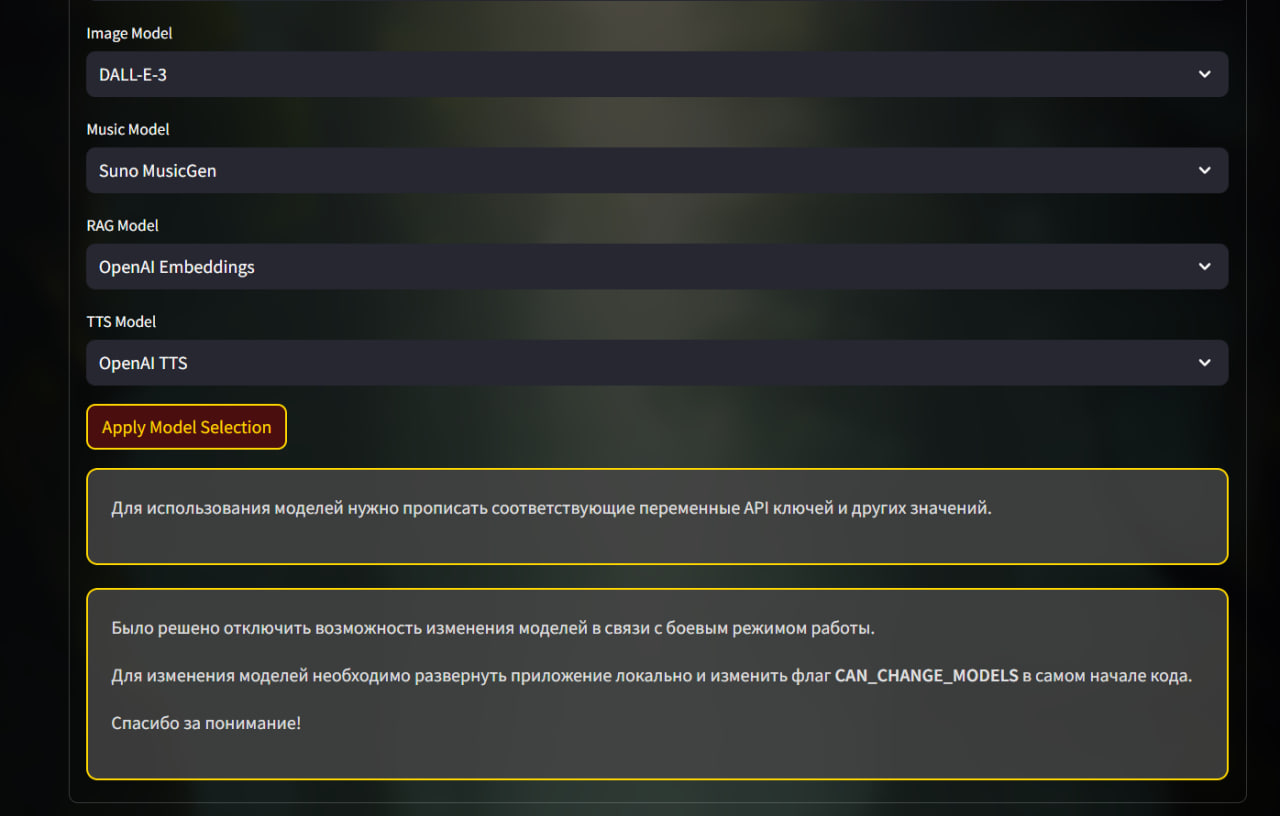 Image Model
DALL-E-3
Music Model
Suno MusicGen
RAG Model
OpenAI Embeddings
TTS Model
OpenAI TTS
Apply Model Selection
Для использования моделей нужно прописать соответствующие переменные API ключей и других значений.
Было решено отключить возможность изменения моделей в связи с боевым режимом работы.
Для изменения моделей необходимо развернуть приложение локально и изменить флаг CAN_CHANGE_MODELS в самом начале кода.
Спасибо за понимание!